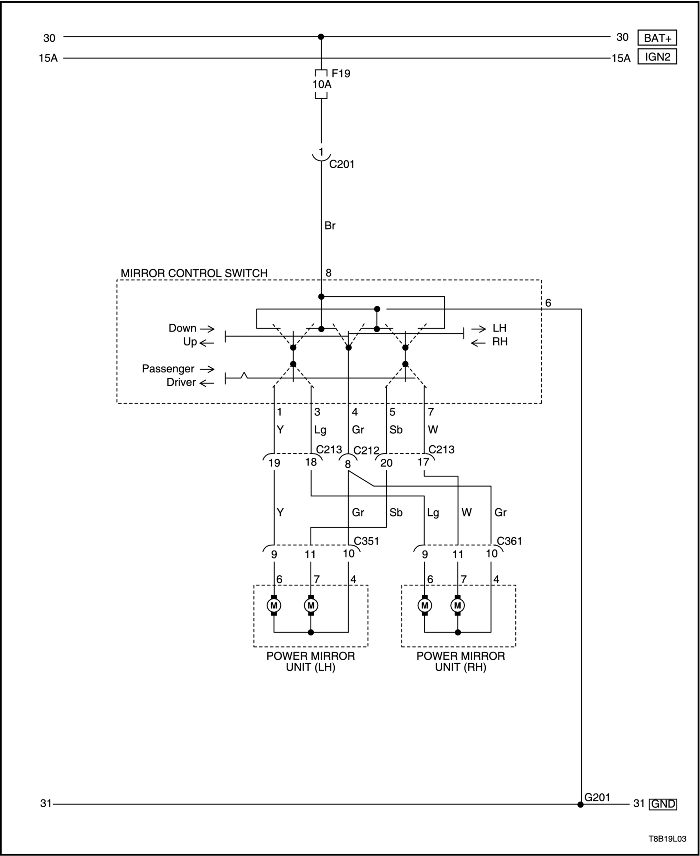 30 30 BAT+
15A 15A IGN2
F19
10A
1
C201
Br
8
MIRROR CONTROL SWITCH
6
Down LH
Up RH
Passenger
Driver
1 3 4 5 7
Y Lg Gr Sb W
C213 C212 C213
19 18 8 20 17
Y Gr Sb Lg W Gr
C351 C361
9 11 10 9 11 10
6 7 4 6 7 4
M M M M
POWER MIRROR POWER MIRROR
UNIT (LH) UNIT (RH)
G201
31 31 GND
T8B19L03